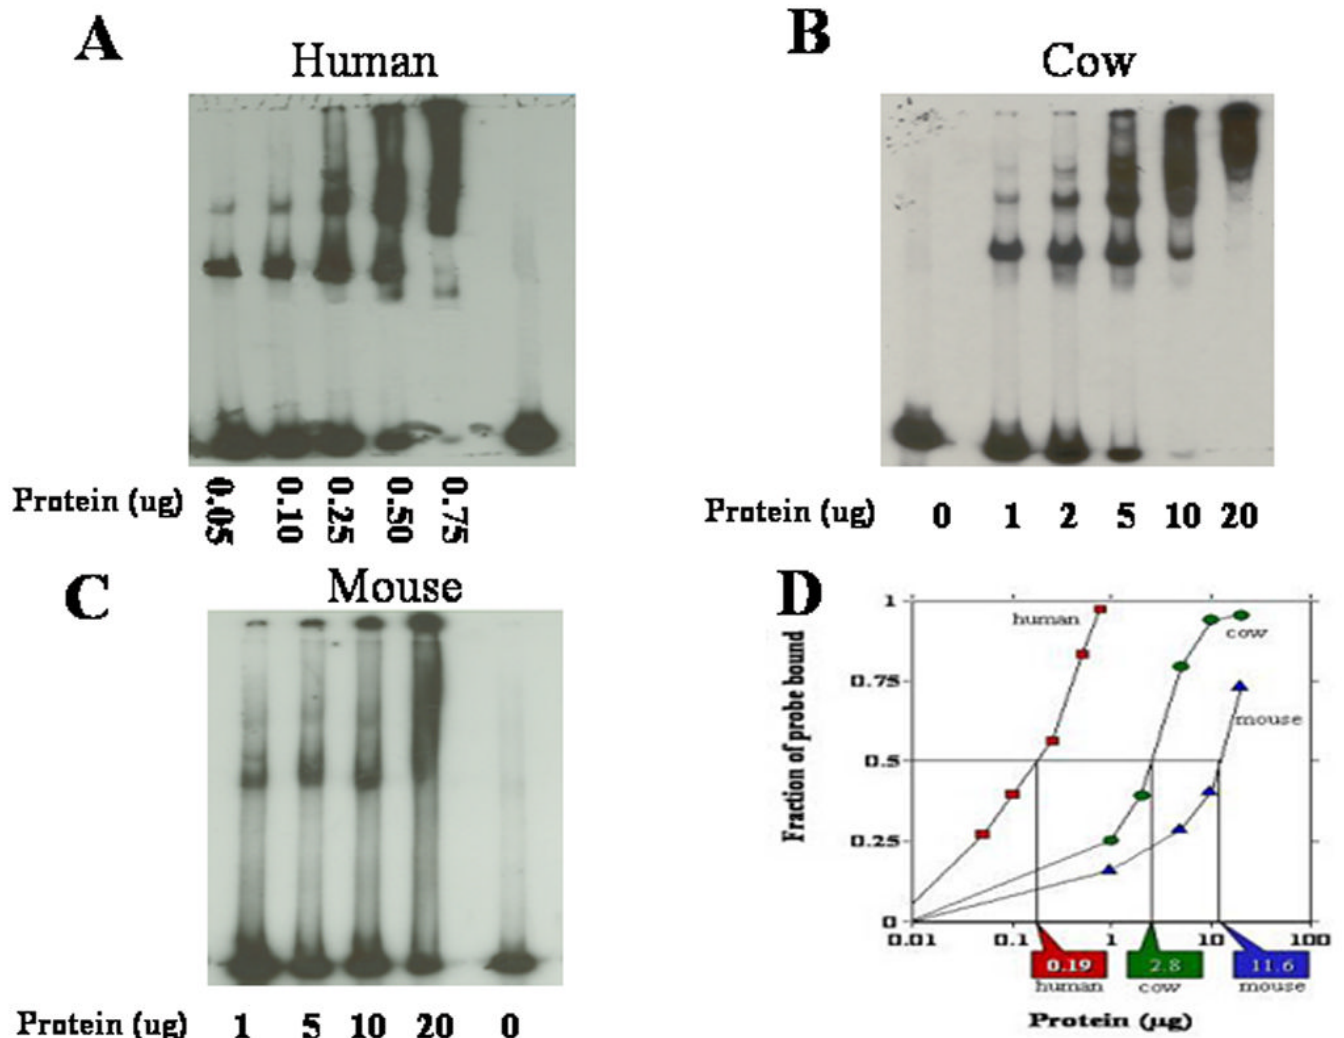 A
Human
Protein (ug) 0.05 0.10 0.25 0.50 0.75
B
Cow
Protein (ug) 0 1 2 5 10 20
C
Mouse
Protein (ug) 1 5 10 20 0
D
Fraction of probe bound
1
0.75
0.5
0.25
0
human
cow
mouse
0.01 0.1 1 10 100
0.19 2.8 11.6
human cow mouse
Protein (µg)